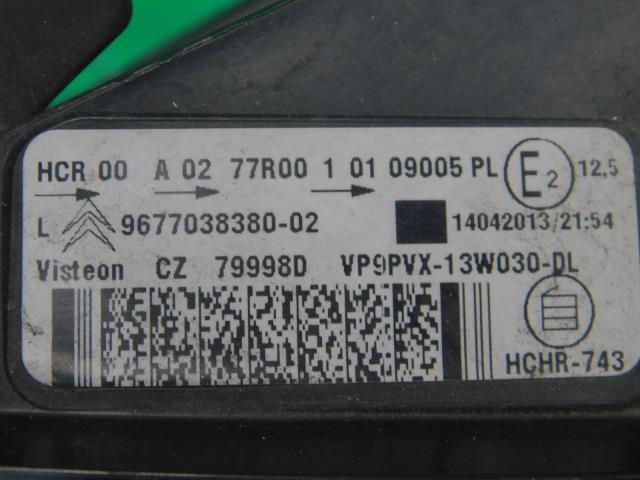 HCR 00 A 02 77R00 1 01 09005 PL E2 12,5
L 9677038380-02 14042013/21:54
Visteon CZ 79998D VP9PVX-13W030-DL
HCHR-743